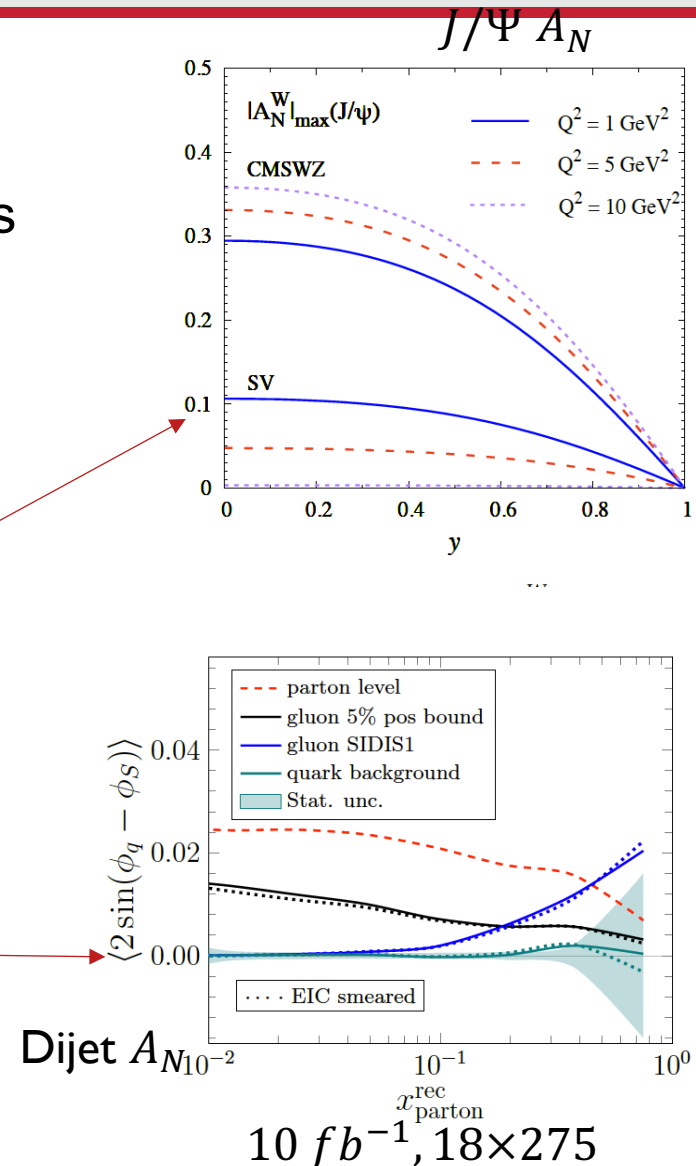 J/Ψ A_N
s
0.5
|A_N^W|_max(J/ψ)
Q² = 1 GeV²
0.4
CMSWZ
Q² = 5 GeV²
Q² = 10 GeV²
0.3
0.2
SV
0.1
0
0 0.2 0.4 0.6 0.8 1
y
parton level
gluon 5% pos bound
gluon SIDIS1
quark background
Stat. unc.
0.04
0.02
0.00
⟨2 sin(ϕ_q − ϕ_S)⟩
···· EIC smeared
Dijet A_N
10⁻² 10⁻¹ 10⁰
x_parton^rec
10 fb⁻¹, 18×275